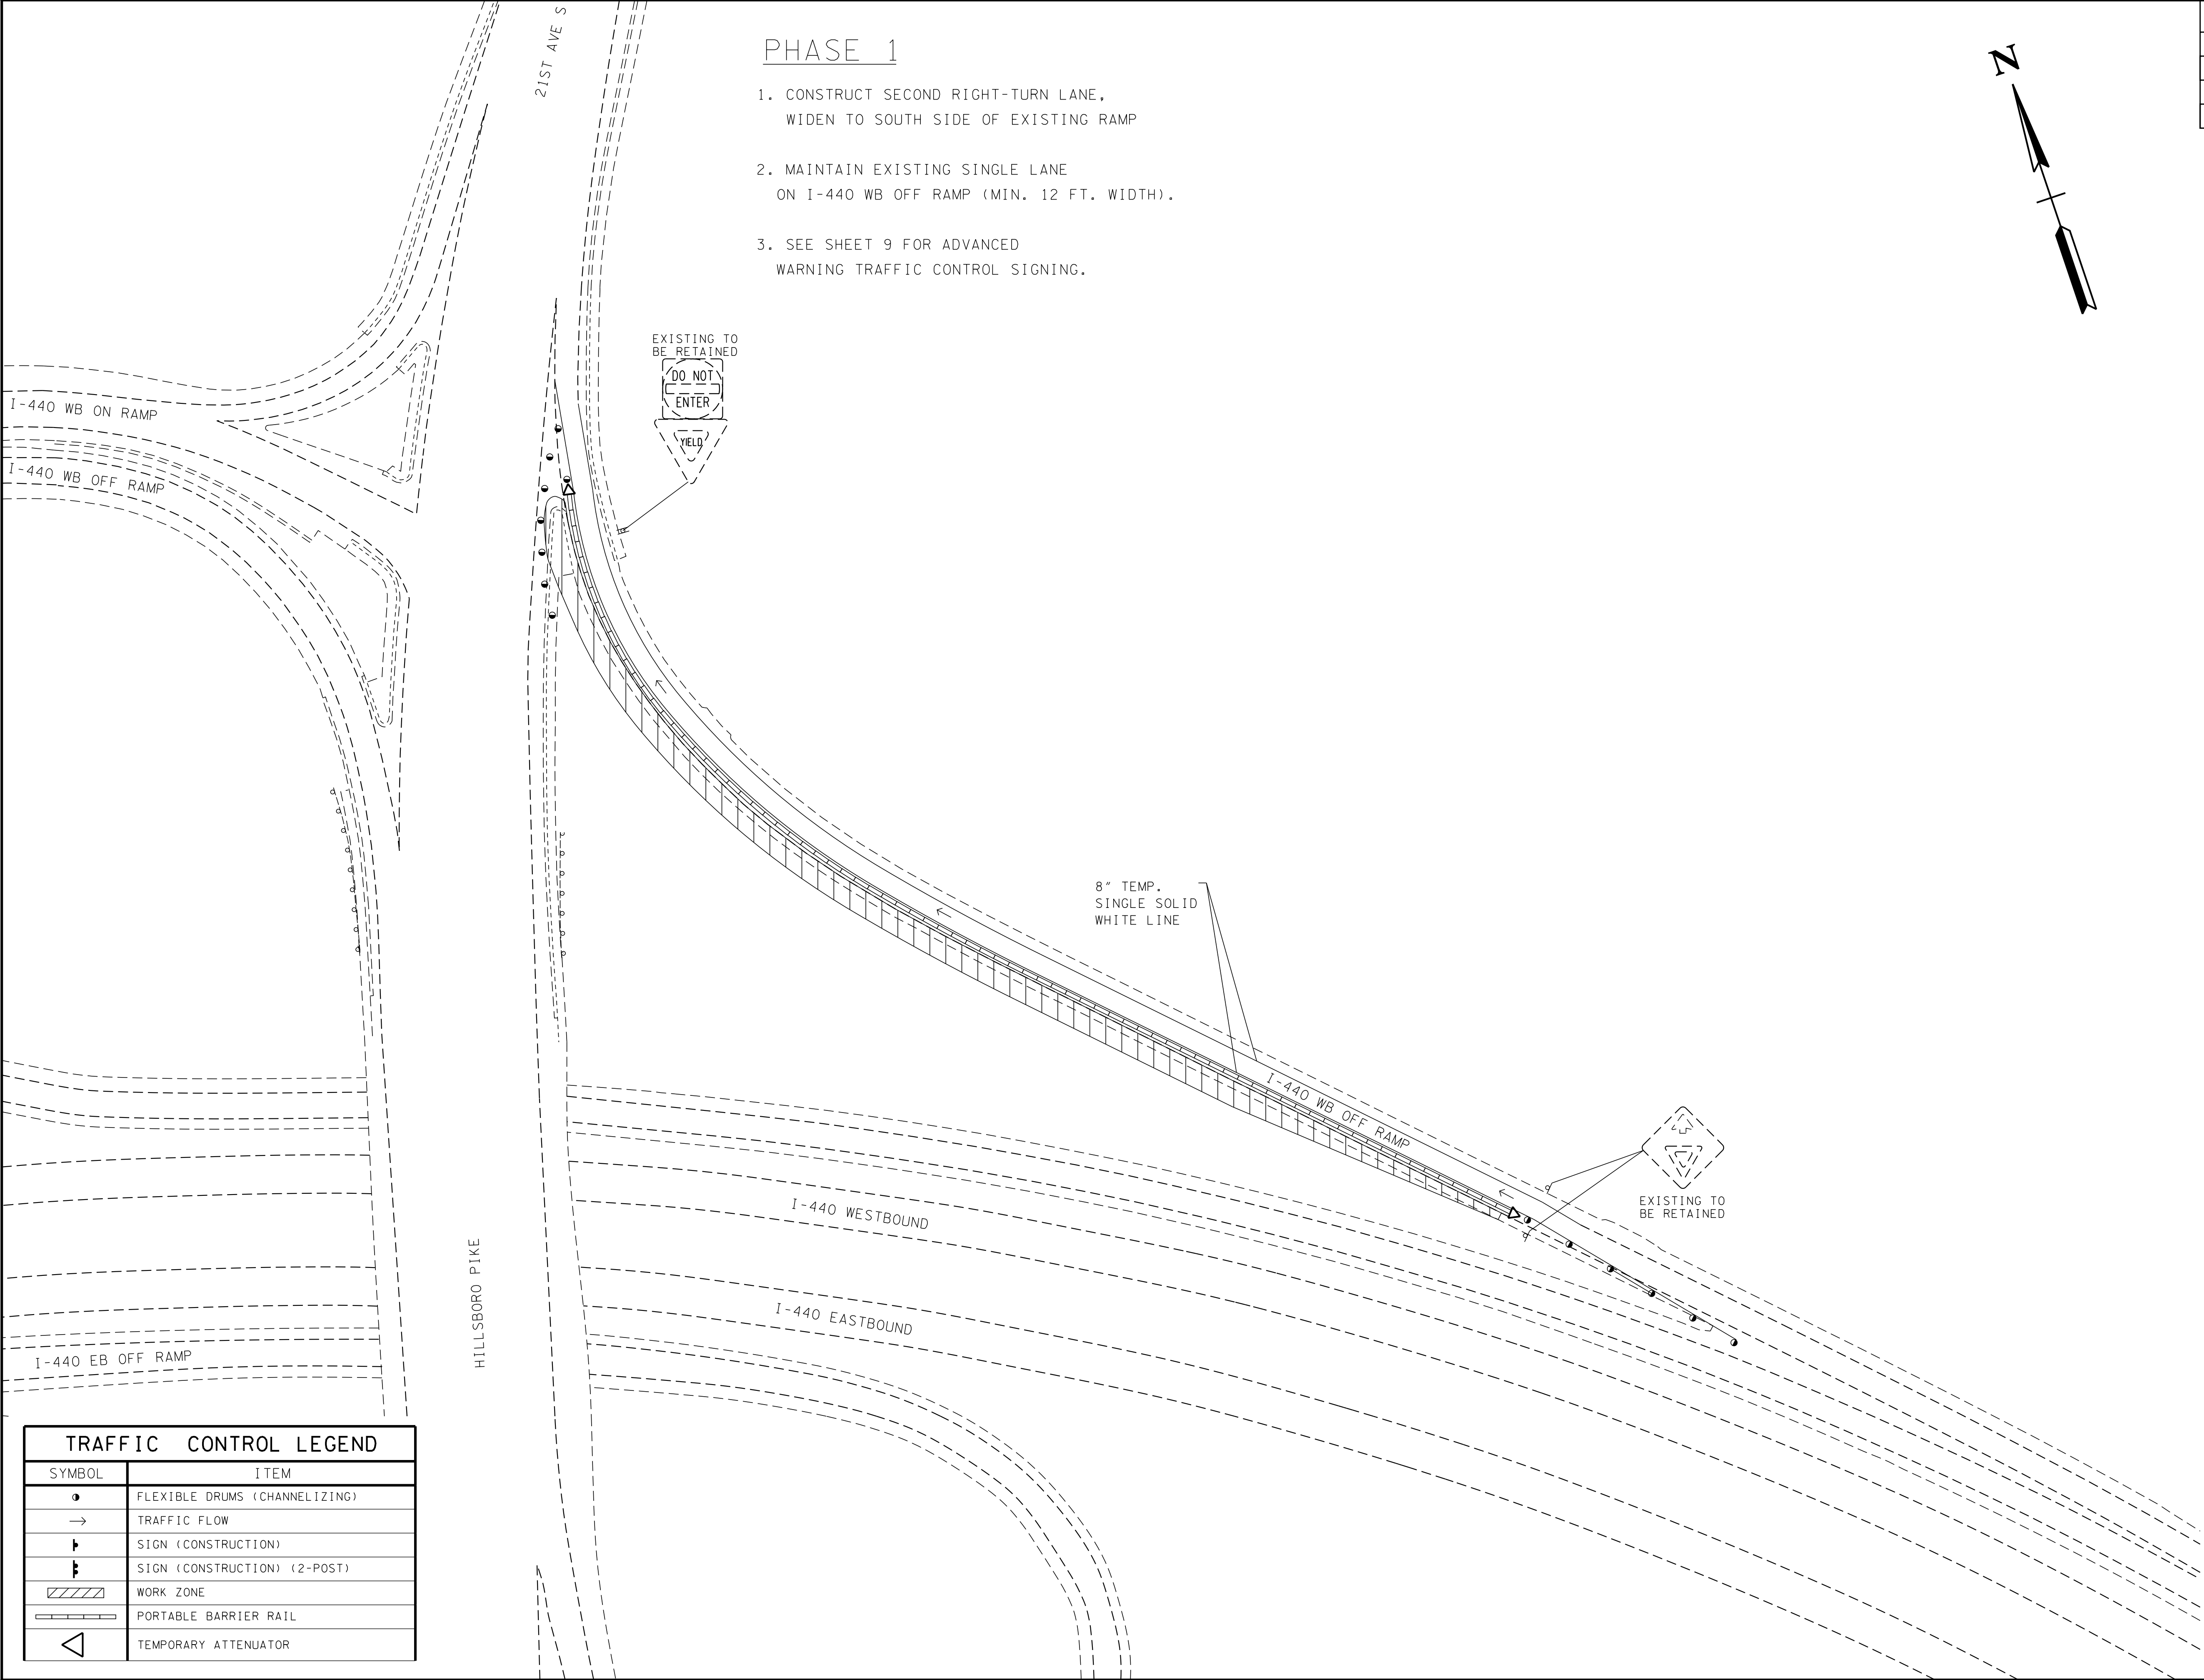 21ST AVE S
PHASE 1
1. CONSTRUCT SECOND RIGHT-TURN LANE,
WIDEN TO SOUTH SIDE OF EXISTING RAMP
2. MAINTAIN EXISTING SINGLE LANE
ON I-440 WB OFF RAMP (MIN. 12 FT. WIDTH).
3. SEE SHEET 9 FOR ADVANCED
WARNING TRAFFIC CONTROL SIGNING.
N
EXISTING TO
BE RETAINED
DO NOT
ENTER
YIELD
I-440 WB ON RAMP
I-440 WB OFF RAMP
8" TEMP.
SINGLE SOLID
WHITE LINE
I-440 WB OFF RAMP
EXISTING TO
BE RETAINED
I-440 WESTBOUND
I-440 EASTBOUND
HILLSBORO PIKE
I-440 EB OFF RAMP
TRAFFIC CONTROL LEGEND
SYMBOL ITEM
FLEXIBLE DRUMS (CHANNELIZING)
TRAFFIC FLOW
SIGN (CONSTRUCTION)
SIGN (CONSTRUCTION) (2-POST)
WORK ZONE
PORTABLE BARRIER RAIL
TEMPORARY ATTENUATOR